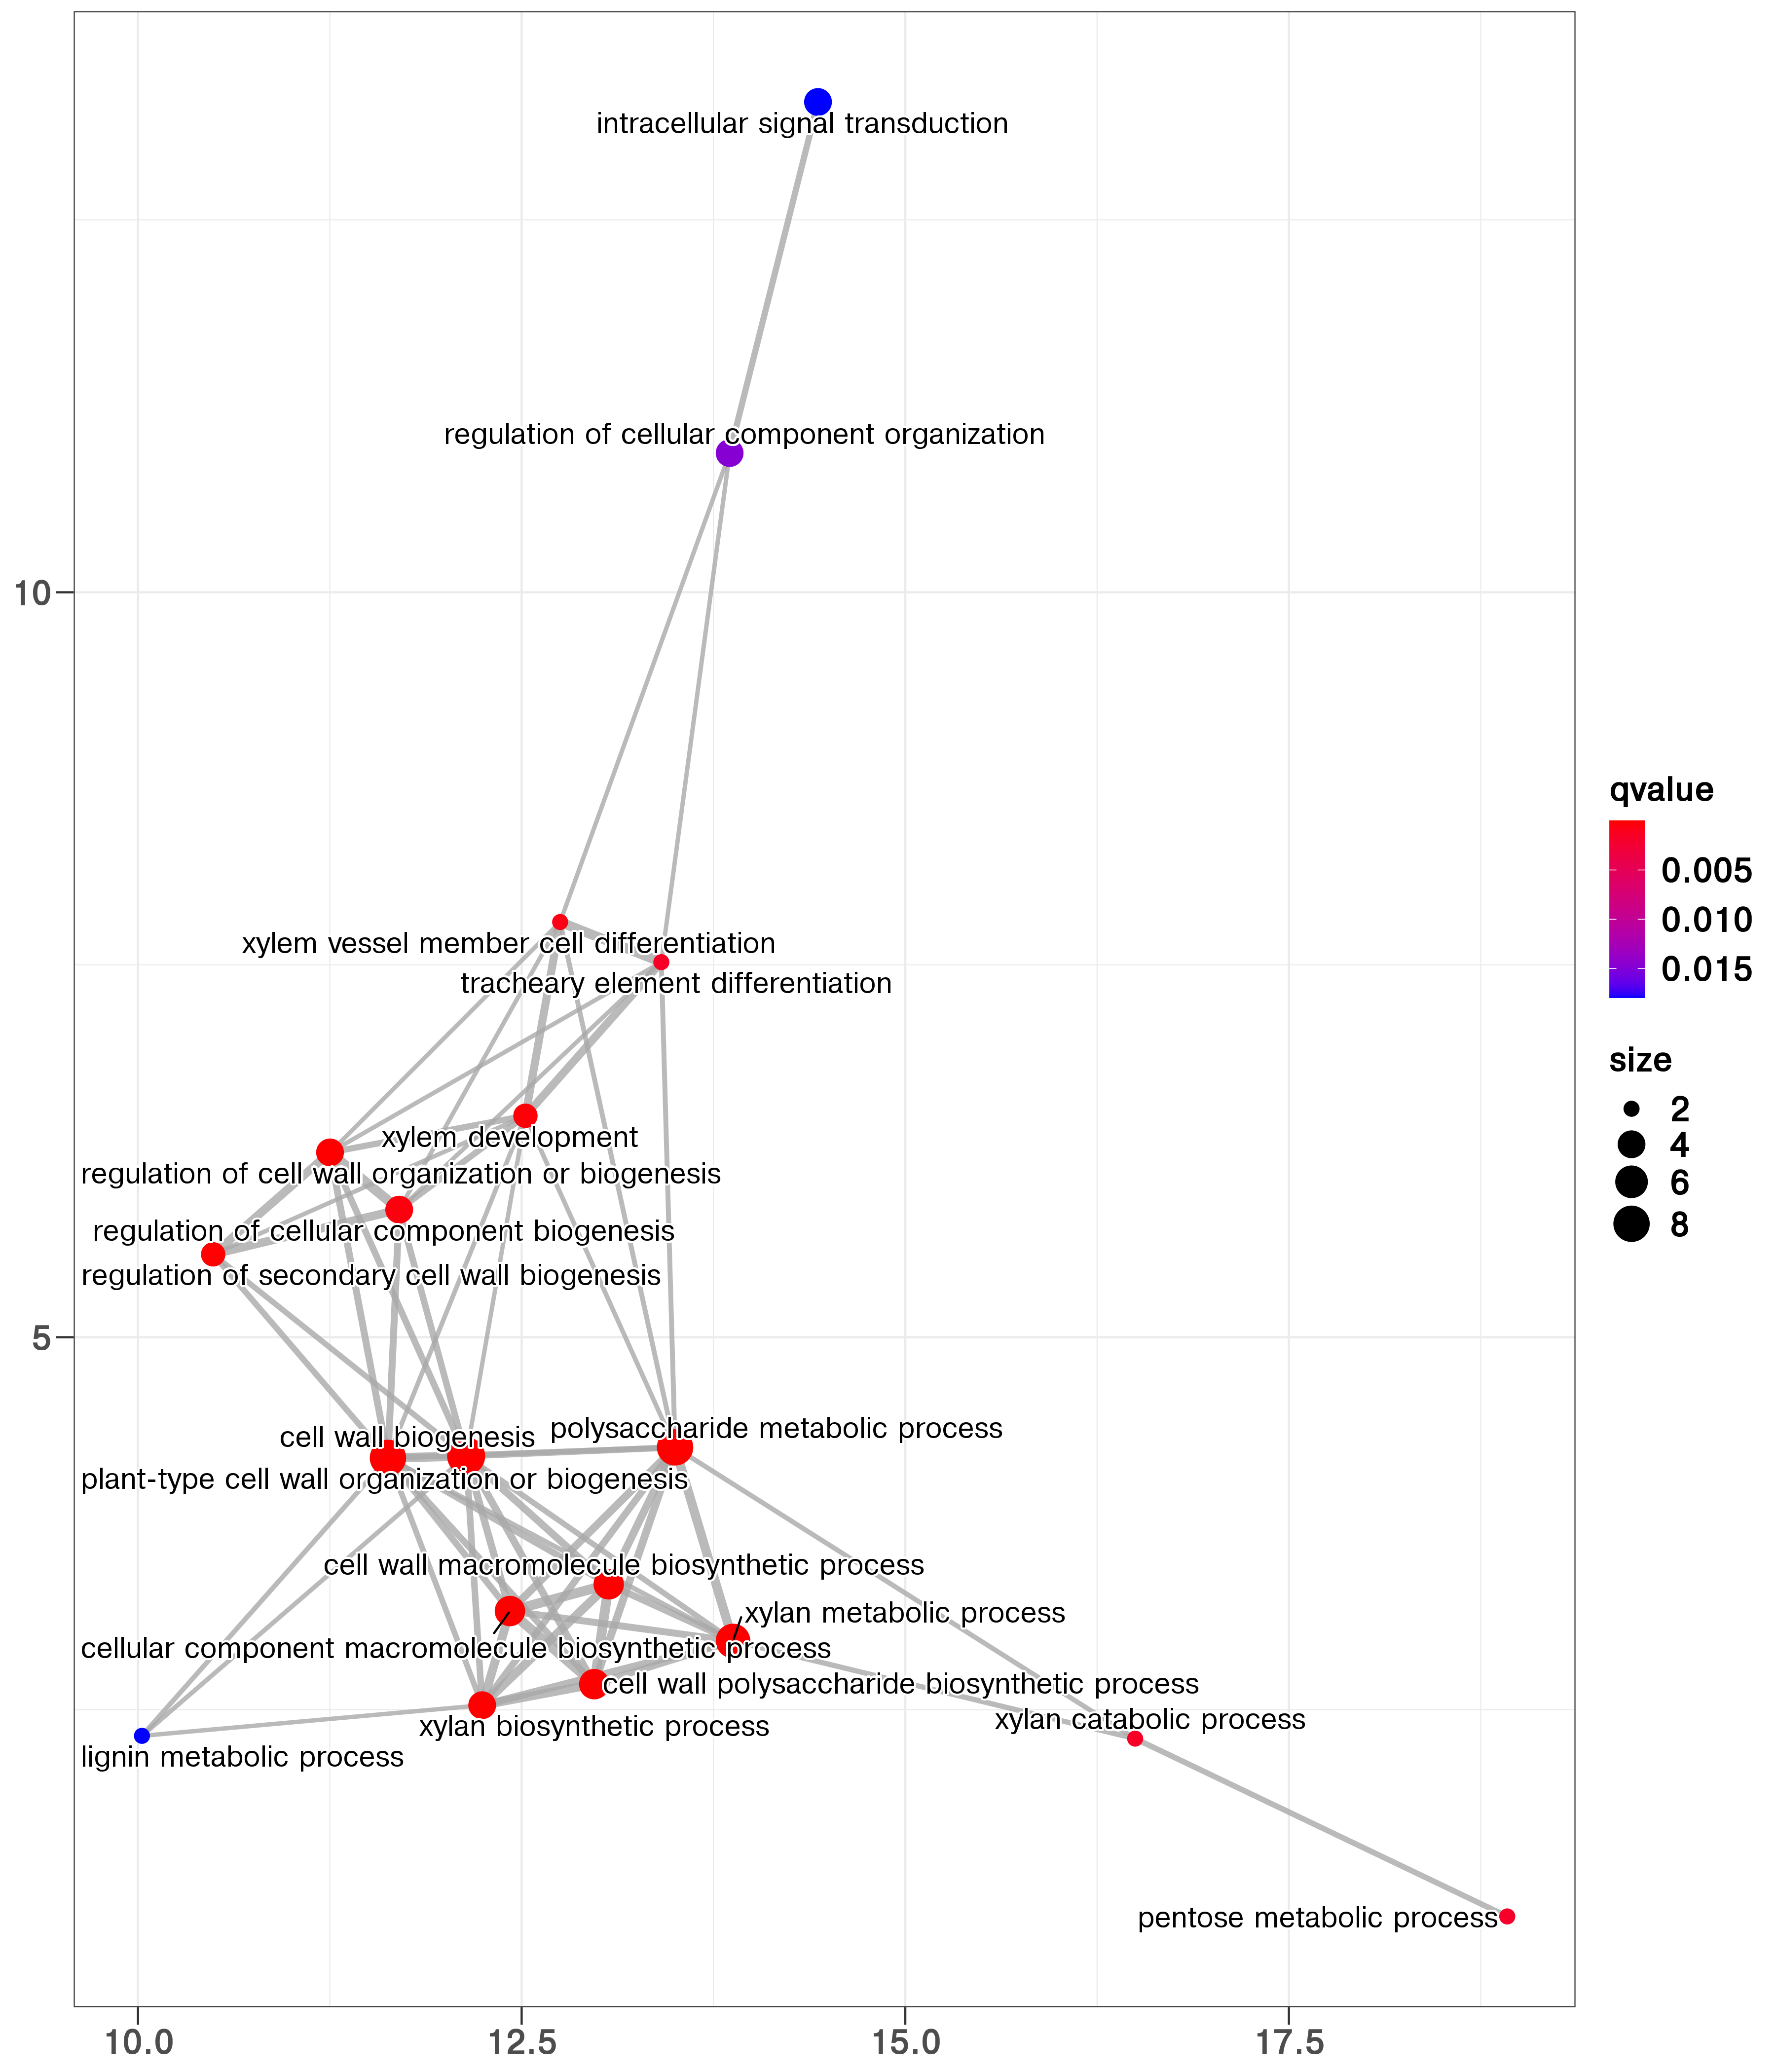 intracellular signal transduction
regulation of cellular component organization
10
xylem vessel member cell differentiation
tracheary element differentiation
xylem development
regulation of cell wall organization or biogenesis
regulation of cellular component biogenesis
regulation of secondary cell wall biogenesis
5
cell wall biogenesis
polysaccharide metabolic process
plant-type cell wall organization or biogenesis
cell wall macromolecule biosynthetic process
xylan metabolic process
cellular component macromolecule biosynthetic process
cell wall polysaccharide biosynthetic process
xylan catabolic process
xylan biosynthetic process
lignin metabolic process
pentose metabolic process
10.0 12.5 15.0 17.5
qvalue
0.005
0.010
0.015
size
2
4
6
8